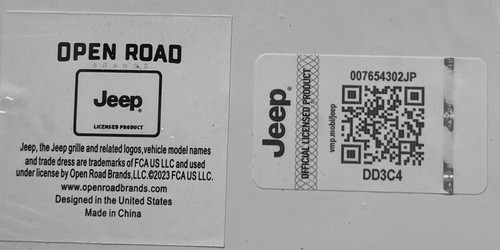 OPEN ROAD
BRANDS
Jeep®
LICENSED PRODUCT
Jeep, the Jeep grille and related logos,vehicle model names
and trade dress are trademarks of FCA US LLC and used
under license by Open Road Brands,LLC.©2023 FCA US LLC.
www.openroadbrands.com
Designed in the United States
Made in China
Jeep®
OFFICIAL LICENSED PRODUCT
vmp.mobi/jeep
007654302JP
DD3C4